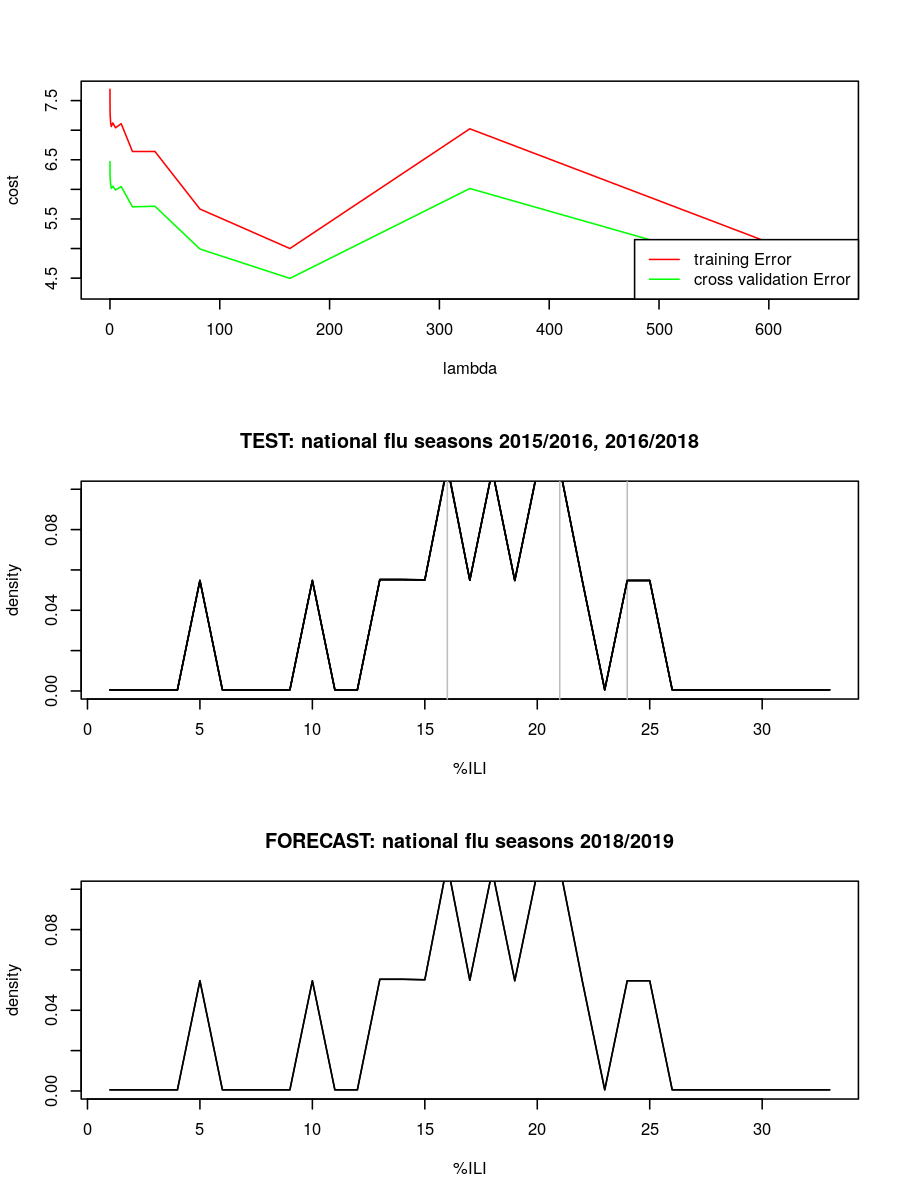 7.5
6.5
5.5
4.5
cost
training Error
cross validation Error
0 100 200 300 400 500 600
lambda
TEST: national flu seasons 2015/2016, 2016/2018
0.08
0.04
0.00
density
0 5 10 15 20 25 30
%ILI
FORECAST: national flu seasons 2018/2019
0.08
0.04
0.00
density
0 5 10 15 20 25 30
%ILI